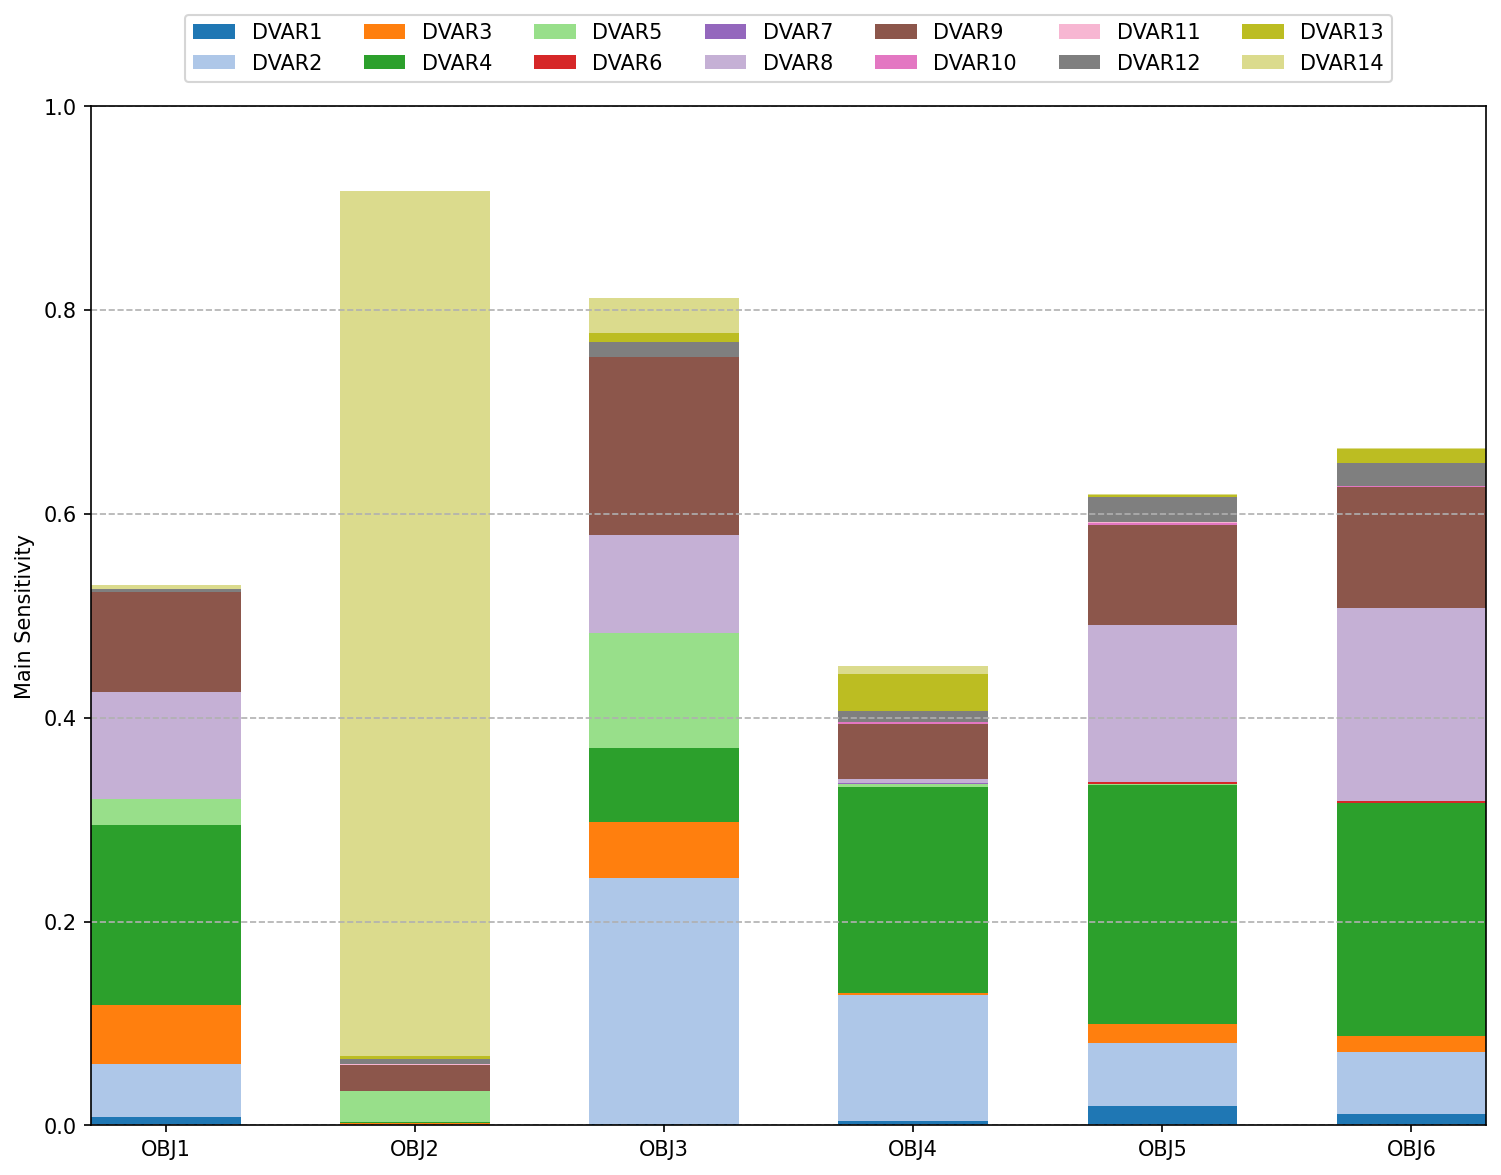 DVAR1 DVAR3 DVAR5 DVAR7 DVAR9 DVAR11 DVAR13
DVAR2 DVAR4 DVAR6 DVAR8 DVAR10 DVAR12 DVAR14
1.0
0.8
0.6
0.4
0.2
0.0
Main Sensitivity
OBJ1 OBJ2 OBJ3 OBJ4 OBJ5 OBJ6